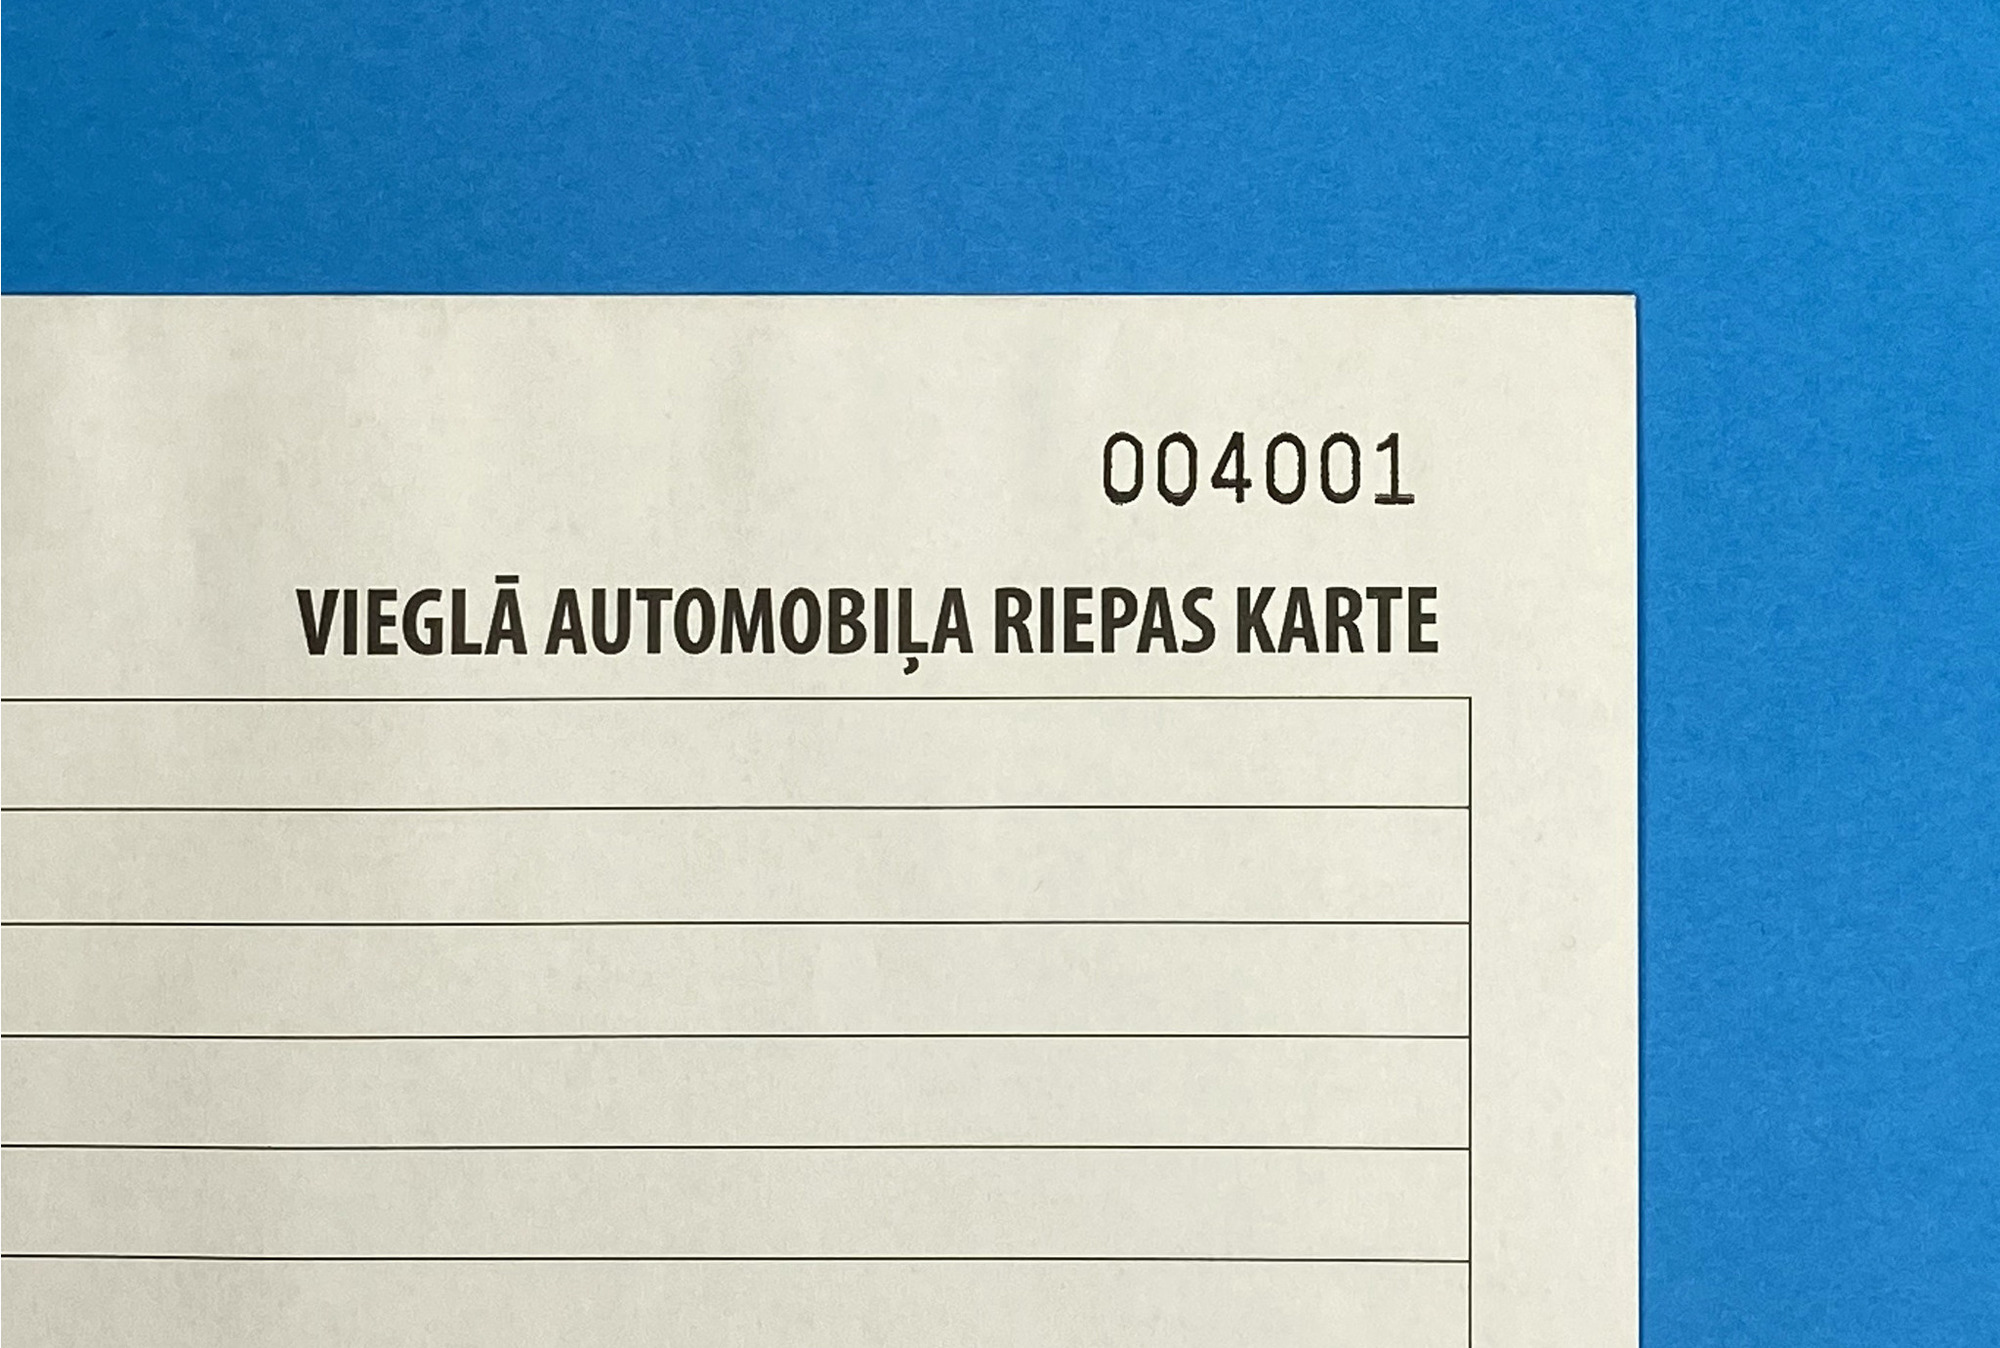 004001
VIEGLĀ AUTOMOBIĻA RIEPAS KARTE